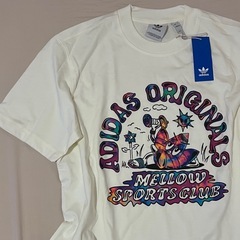 ADIDAS ORIGINALS
MELLOW
SPORTS CLUB